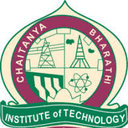 CHAITANYA BHARATHI
INSTITUTE of TECHNOLOGY